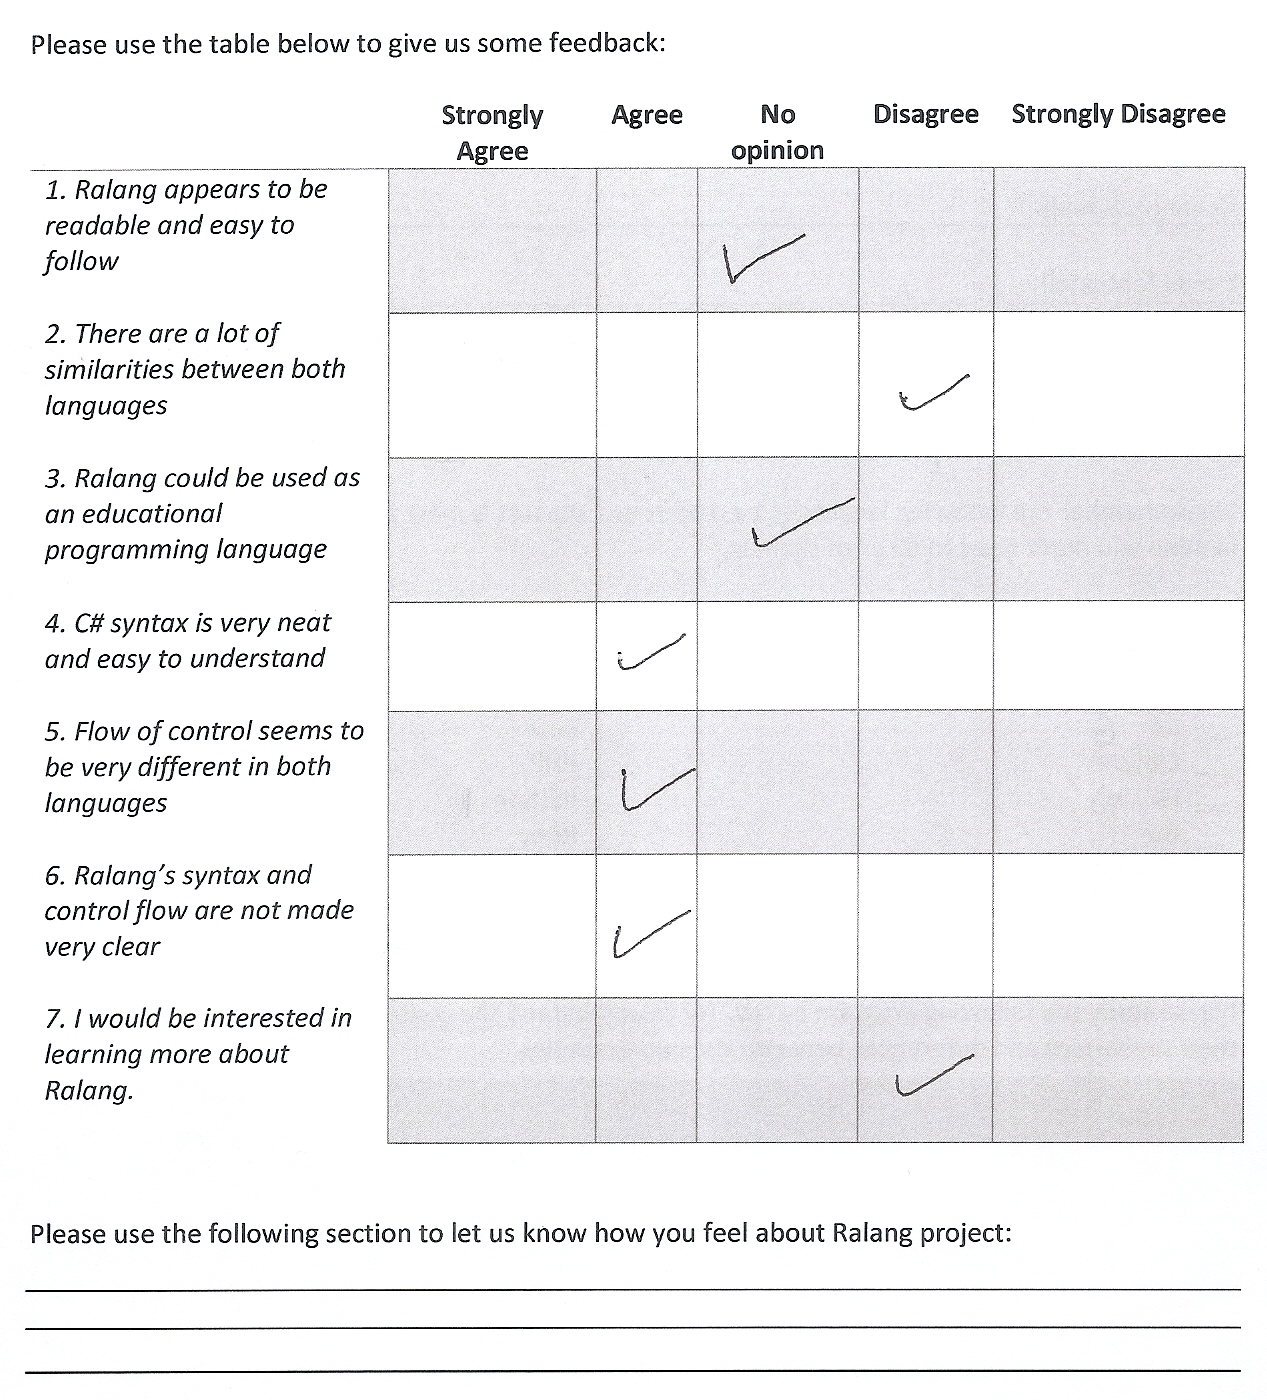 Please use the table below to give us some feedback:
Strongly Agree No Disagree Strongly Disagree
Agree opinion
1. Ralang appears to be
readable and easy to
follow
2. There are a lot of
similarities between both
languages
3. Ralang could be used as
an educational
programming language
4. C# syntax is very neat
and easy to understand
5. Flow of control seems to
be very different in both
languages
6. Ralang’s syntax and
control flow are not made
very clear
7. I would be interested in
learning more about
Ralang.
Please use the following section to let us know how you feel about Ralang project: